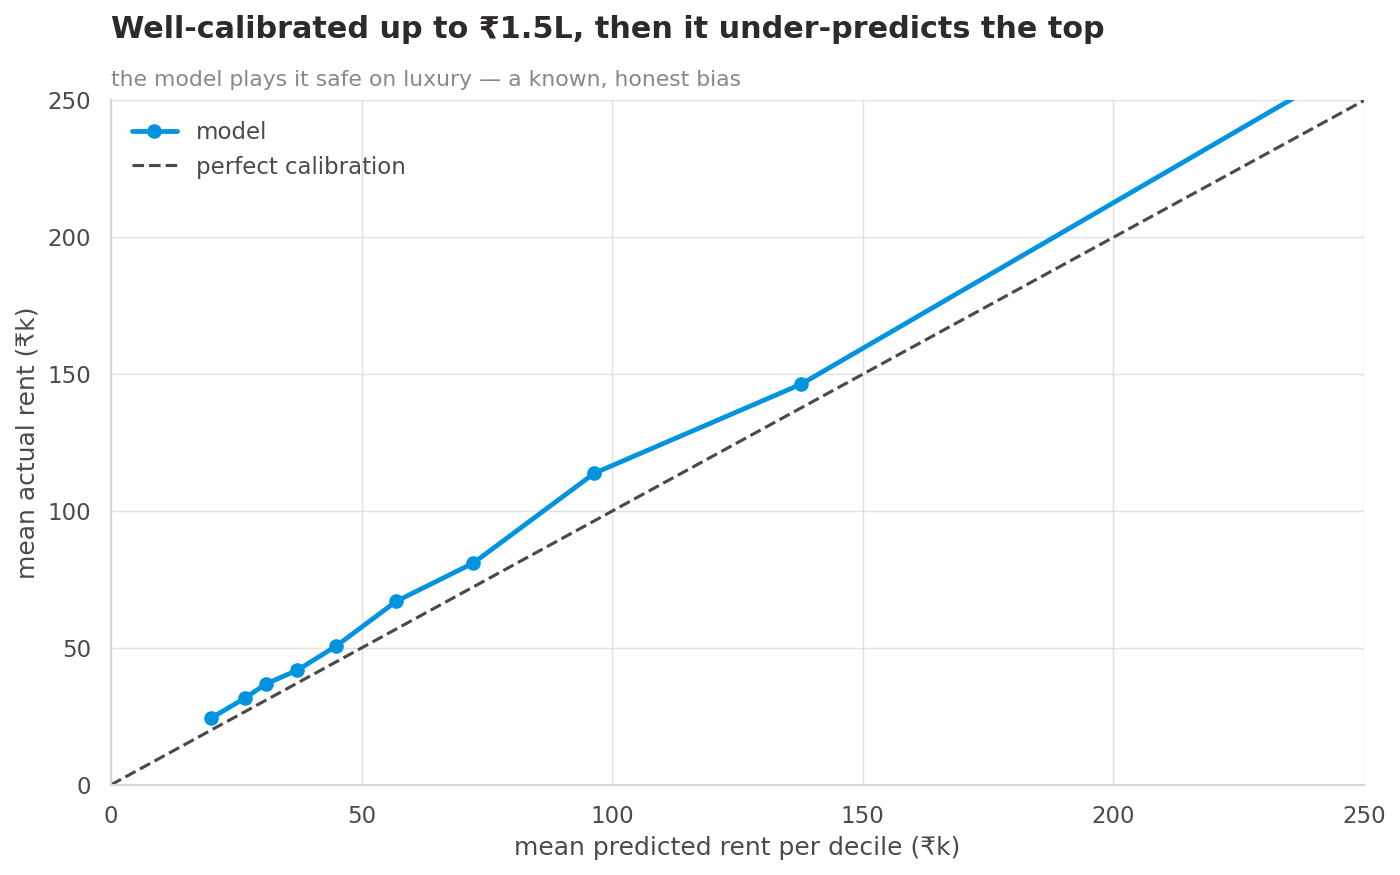 Well-calibrated up to ₹1.5L, then it under-predicts the top
the model plays it safe on luxury — a known, honest bias
250
200
150
100
50
0
mean actual rent (₹k)
model
perfect calibration
0
50
100
150
200
250
mean predicted rent per decile (₹k)